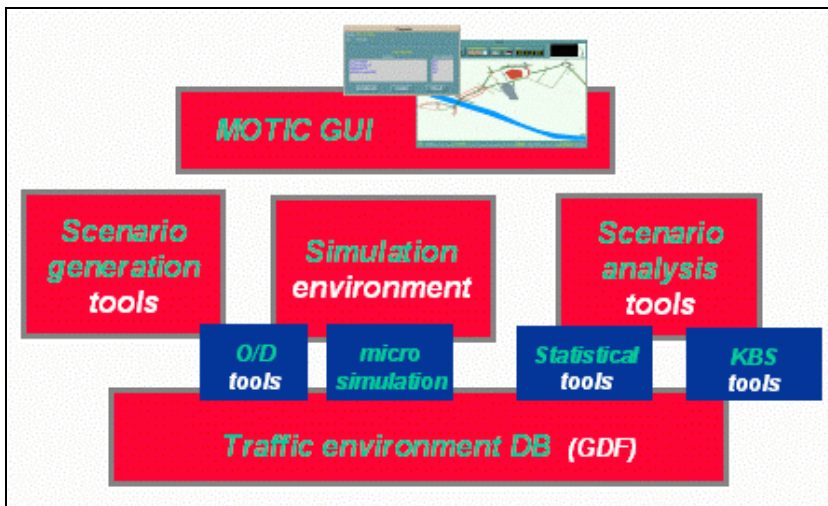 MOTIC GUI
Scenario
generation
tools
Simulation
environment
Scenario
analysis
tools
O/D
tools
micro
simulation
Statistical
tools
KBS
tools
Traffic environment DB (GDF)